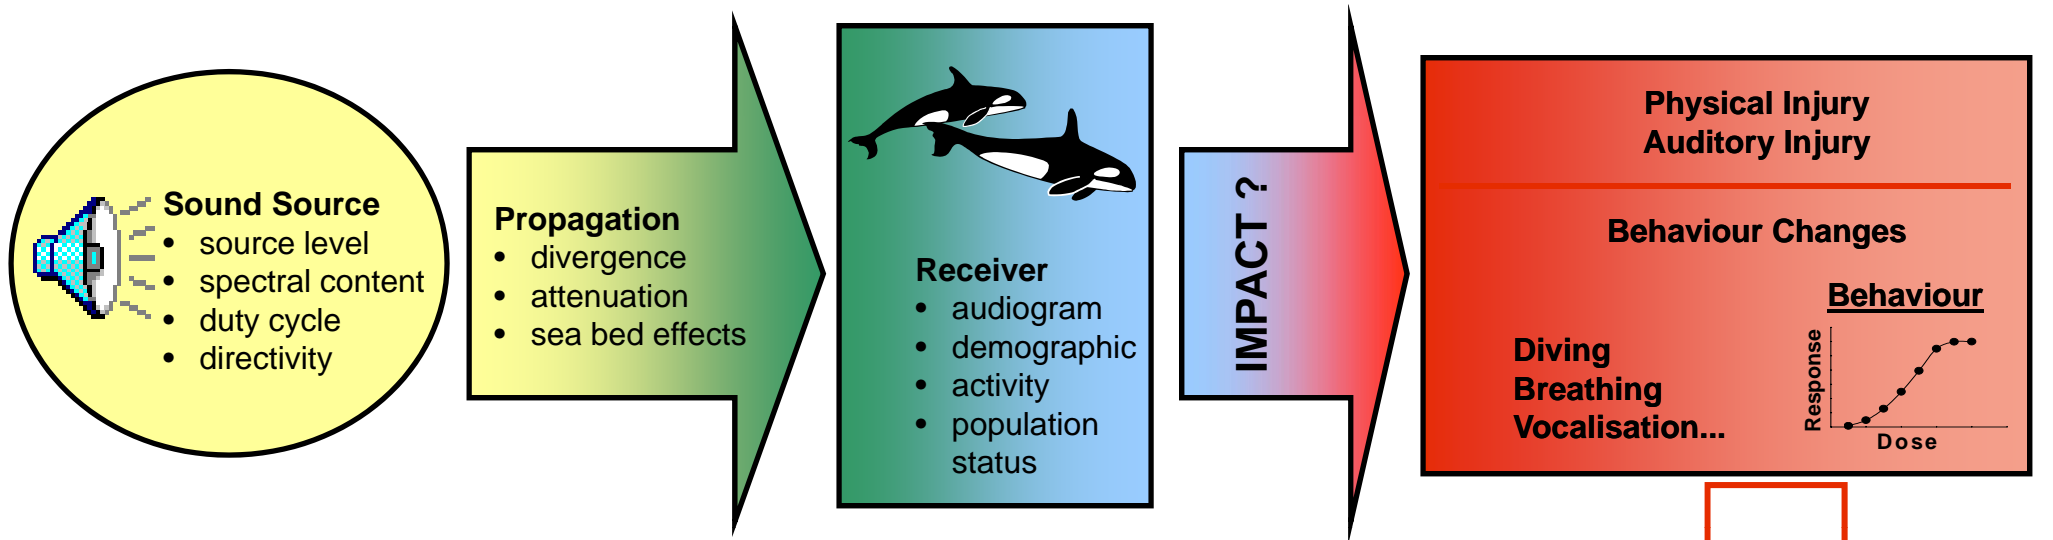 Sound Source
• source level
• spectral content
• duty cycle
• directivity
Propagation
• divergence
• attenuation
• sea bed effects
Receiver
• audiogram
• demographic
• activity
• population
status
IMPACT ?
Physical Injury
Auditory Injury
Behaviour Changes
Diving
Breathing
Vocalisation...
Behaviour
Response
Dose